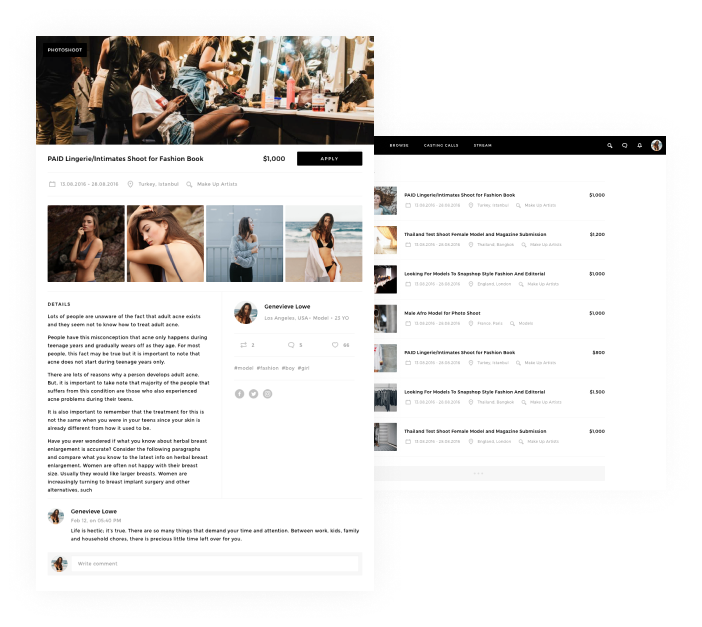 PHOTOSHOOT
PAID Lingerie/Intimates Shoot for Fashion Book
$1,000
APPLY
13.08.2016 - 28.08.2016
Turkey, Istanbul
Make Up Artists
DETAILS
Lots of people are unaware of the fact that adult acne exists
and they seem not to know how to treat adult acne.
People have this misconception that acne only happens during
teenage years and gradually wears off as they age. For most
people, this fact may be true but it is important to note that
acne does not start during teenage years only.
There are lots of reasons why a person develops adult acne.
But, it is important to take note that majority of the people that
suffers from this condition are those who also experienced
acne problems during their teens.
It is also important to remember that the treatment for this is
not the same when you were in your teens since your skin is
already different from how it used to be.
Have you ever wondered if what you know about herbal breast
enlargement is accurate? Consider the following paragraphs
and compare what you know to the latest info on herbal breast
enlargement. Women are often not happy with their breast
size. Usually they would like larger breasts. Women are
increasingly turning to breast implant surgery and other
alternatives, such
Genevieve Lowe
Los Angeles, USA– Model – 23 YO
2
5
68
#model #fashion #boy #girl
Genevieve Lowe
Feb 12, on 05:40 PM
Life is hectic; it's true. There are so many things that demand your time and attention. Between work, kids, family
and household chores, there is precious little time left over for you.
Write comment
BROWSE
CASTING CALLS
STREAM
PAID Lingerie/Intimates Shoot for Fashion Book
$1,000
13.08.2016 - 28.08.2016
Turkey, Istanbul
Make Up Artists
Thailand Test Shoot Female Model and Magazine Submission
$1,200
13.08.2016 - 28.08.2016
Thailand, Bangkok
Make Up Artists
Looking For Models To Snapshop Style Fashion And Editorial
$1,000
13.08.2016 - 28.08.2016
England, London
Make Up Artists
Male Afro Model for Photo Shoot
$1,000
13.08.2016 - 28.08.2016
France, Paris
Models
PAID Lingerie/Intimates Shoot for Fashion Book
$800
13.08.2016 - 28.08.2016
Turkey, Istanbul
Make Up Artists
Looking For Models To Snapshop Style Fashion And Editorial
$1,500
13.08.2016 - 28.08.2016
Thailand, Bangkok
Make Up Artists
Thailand Test Shoot Female Model and Magazine Submission
$1,000
13.08.2016 - 28.08.2016
England, London
Make Up Artists